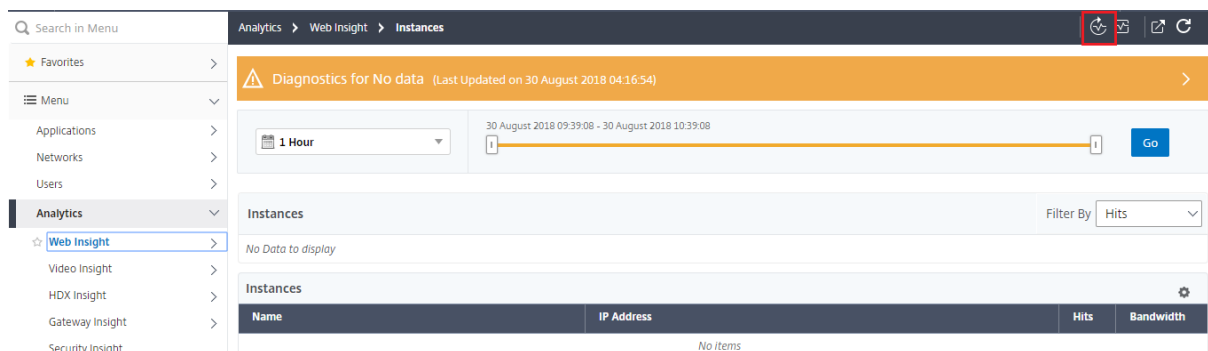 Search in Menu
Analytics > Web Insight > Instances
Favorites
Menu
Applications
Networks
Users
Analytics
Web Insight
Video Insight
HDX Insight
Gateway Insight
Security Insight
Diagnostics for No data (Last Updated on 30 August 2018 04:16:54)
1 Hour
30 August 2018 09:39:08 - 30 August 2018 10:39:08
Go
Instances
Filter By Hits
No Data to display
Instances
Name IP Address Hits Bandwidth
No items